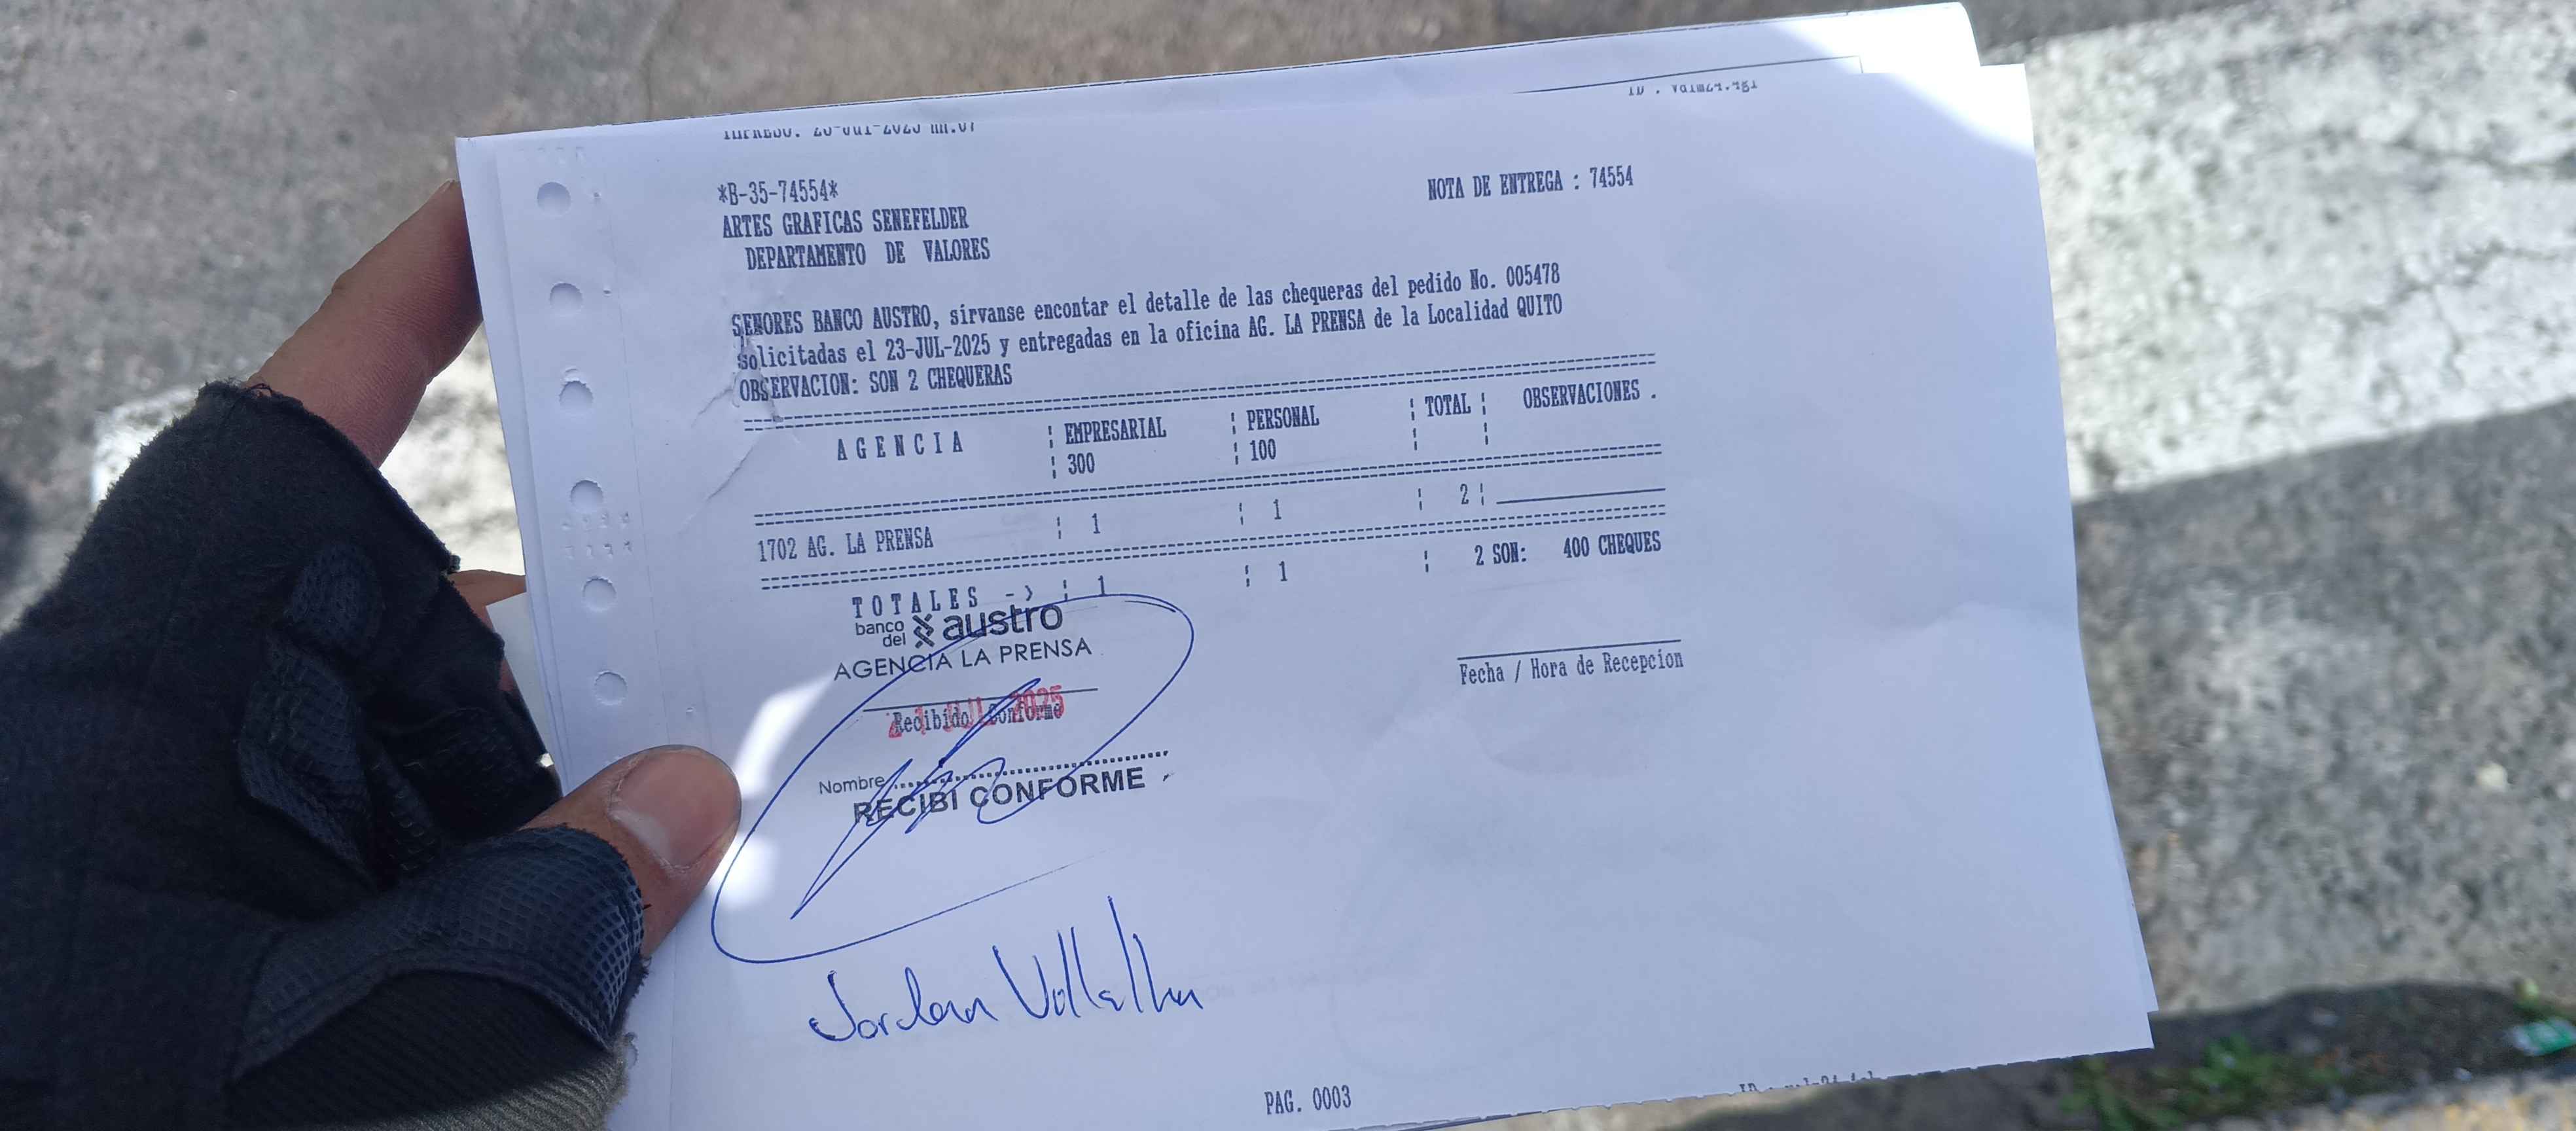 *B-35-74554*
NOTA DE ENTREGA : 74554
ARTES GRAFICAS SENEFELDER
DEPARTAMENTO DE VALORES
SEÑORES BANCO AUSTRO, sírvanse encontar el detalle de las chequeras del pedido No. 005478
solicitadas el 23-JUL-2025 y entregadas en la oficina AG. LA PRENSA de la Localidad QUITO
OBSERVACION: SON 2 CHEQUERAS
AGENCIA ¦ EMPRESARIAL ¦ PERSONAL ¦ TOTAL ¦ OBSERVACIONES .
¦ 300 ¦ 100 ¦ ¦
1702 AG. LA PRENSA ¦ 1 ¦ 1 ¦ 2 ¦
TOTALES -> ¦ 1 ¦ 1 ¦ 2 SON: 400 CHEQUES
banco del austro
AGENCIA LA PRENSA
Recibido Conforme
Fecha / Hora de Recepcion
Nombre
RECIBI CONFORME
Jordan
PAG. 0003